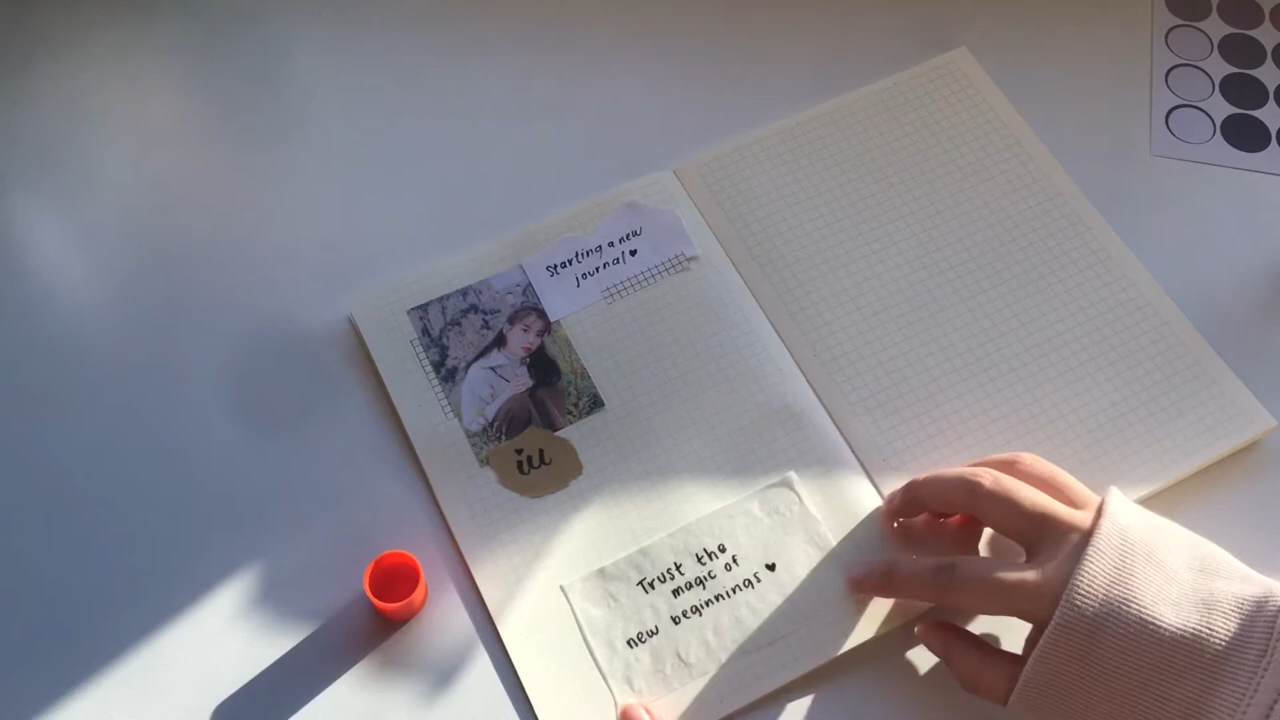 Starting a new
journal♥
iu
Trust the
magic of
new beginnings♥